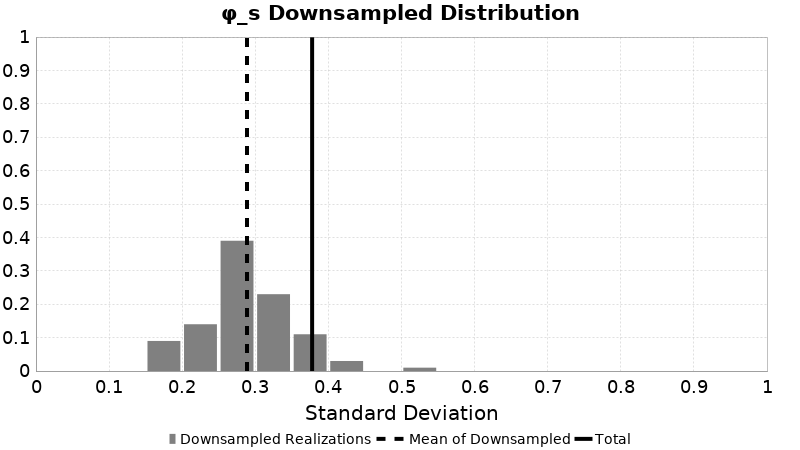 φ_s Downsampled Distribution
1
0.9
0.8
0.7
0.6
0.5
0.4
0.3
0.2
0.1
0
0 0.1 0.2 0.3 0.4 0.5 0.6 0.7 0.8 0.9 1
Standard Deviation
Downsampled Realizations Mean of Downsampled Total